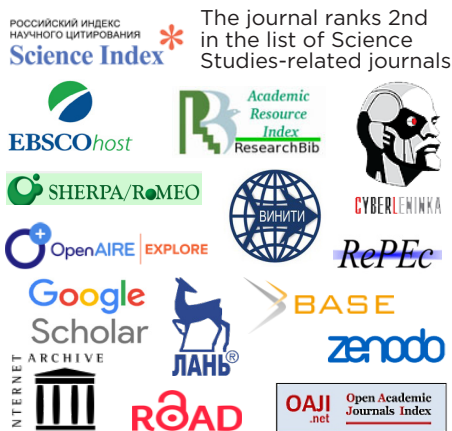 РОССИЙСКИЙ ИНДЕКС
НАУЧНОГО ЦИТИРОВАНИЯ
Science Index
The journal ranks 2nd
in the list of Science
Studies-related journals
EBSCOhost
Academic
Resource
Index
ResearchBib
CYBERLENINKA
SHERPA/RoMEO
ВИНИТИ
OpenAIRE | EXPLORE
RePEc
Google
Scholar
BASE
ЛАНЬ®
zenodo
INTERNET
ARCHIVE
ROAD
OAJI
.net
Open Academic
Journals Index